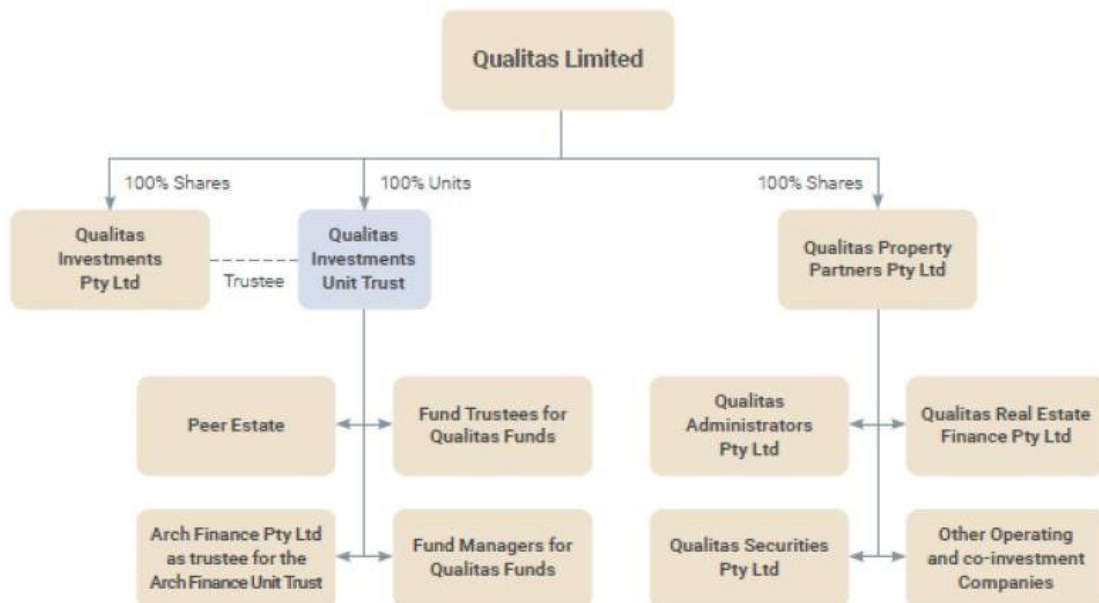 Qualitas Limited
100% Shares
100% Units
100% Shares
Qualitas
Investments
Pty Ltd
Trustee
Qualitas
Investments
Unit Trust
Qualitas Property
Partners Pty Ltd
Peer Estate
Fund Trustees for
Qualitas Funds
Qualitas
Administrators
Pty Ltd
Qualitas Real Estate
Finance Pty Ltd
Arch Finance Pty Ltd
as trustee for the
Arch Finance Unit Trust
Fund Managers for
Qualitas Funds
Qualitas Securities
Pty Ltd
Other Operating
and co-investment
Companies